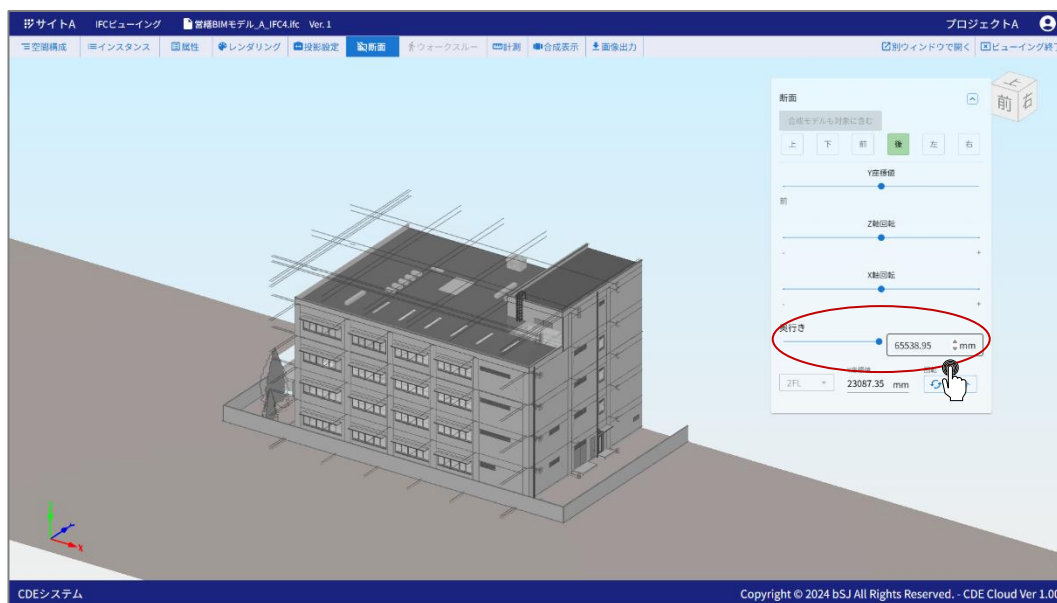 サイトA IFCビューイング 営繕BIMモデル_A_IFC4.ifc Ver. 1 プロジェクトA
空間構成 インスタンス 属性 レンダリング 投影設定 断面 ウォークスルー 計測 合成表示 画像出力 別ウィンドウで開く ビューイング終了
断面
合成モデルも対象に含む
上 下 前 後 左 右
上
前 右
Y座標値
前
Z軸回転
- +
X軸回転
- +
奥行き
65538.95 mm
回転
2FL 23087.35 mm
X
CDEシステム Copyright © 2024 bSJ All Rights Reserved. - CDE Cloud Ver 1.00